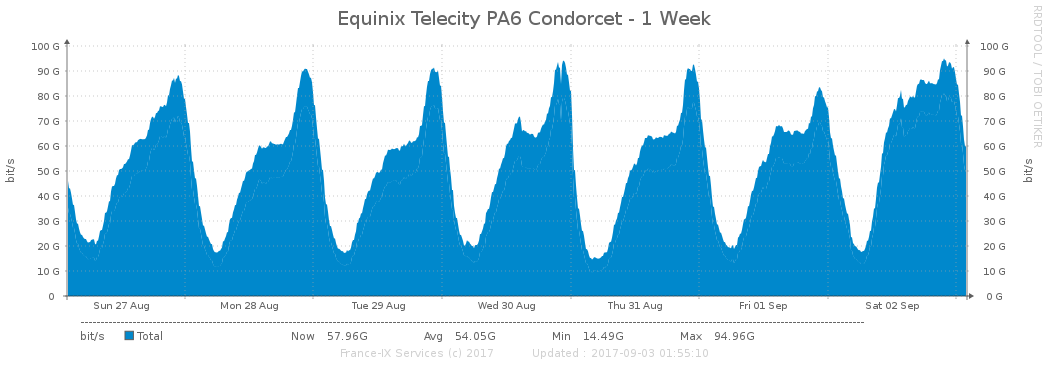 Equinix Telecity PA6 Condorcet - 1 Week
RRDTOOL / TOBI OETIKER
100 G 100 G
90 G 90 G
80 G 80 G
70 G 70 G
60 G 60 G
50 G 50 G
40 G 40 G
30 G 30 G
20 G 20 G
10 G 10 G
0 0 G
bit/s bit/s
Sun 27 Aug Mon 28 Aug Tue 29 Aug Wed 30 Aug Thu 31 Aug Fri 01 Sep Sat 02 Sep
bit/s Total Now 57.96G Avg 54.05G Min 14.49G Max 94.96G
France-IX Services (c) 2017 Updated : 2017-09-03 01:55:10